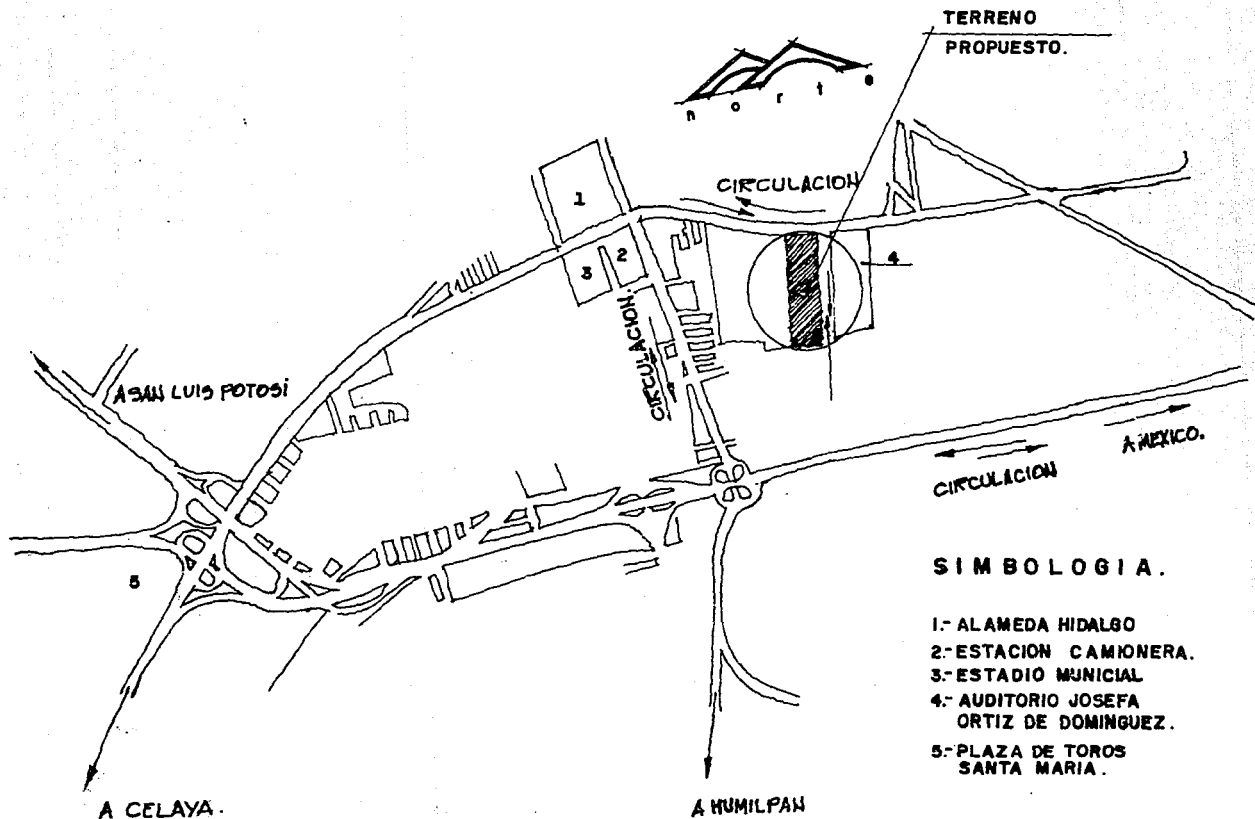 TERRENO
PROPUESTO.
n o r t e
CIRCULACION
1
2
3
4
CIRCULACION.
A SAN LUIS POTOSÍ
CIRCULACION
A MEXICO.
5
A CELAYA.
A HUMILPAN
SIMBOLOGIA.
1.- ALAMEDA HIDALGO
2.- ESTACION CAMIONERA.
3.- ESTADIO MUNICIAL
4.- AUDITORIO JOSEFA
ORTIZ DE DOMINGUEZ.
5.- PLAZA DE TOROS
SANTA MARIA.